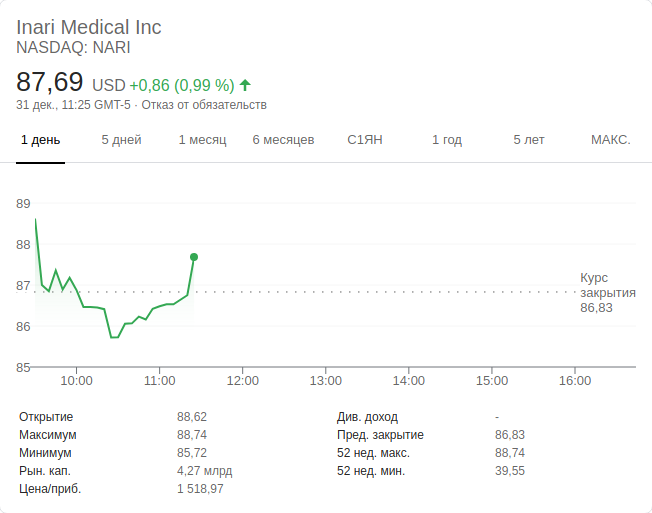 Inari Medical Inc
NASDAQ: NARI
87,69 USD +0,86 (0,99 %)
31 дек., 11:25 GMT-5 · Отказ от обязательств
1 день 5 дней 1 месяц 6 месяцев С1ЯН 1 год 5 лет МАКС.
89
88
87
86
85
Курс
закрытия
86,83
10:00 11:00 12:00 13:00 14:00 15:00 16:00
Открытие 88,62 Див. доход -
Максимум 88,74 Пред. закрытие 86,83
Минимум 85,72 52 нед. макс. 88,74
Рын. кап. 4,27 млрд 52 нед. мин. 39,55
Цена/приб. 1 518,97